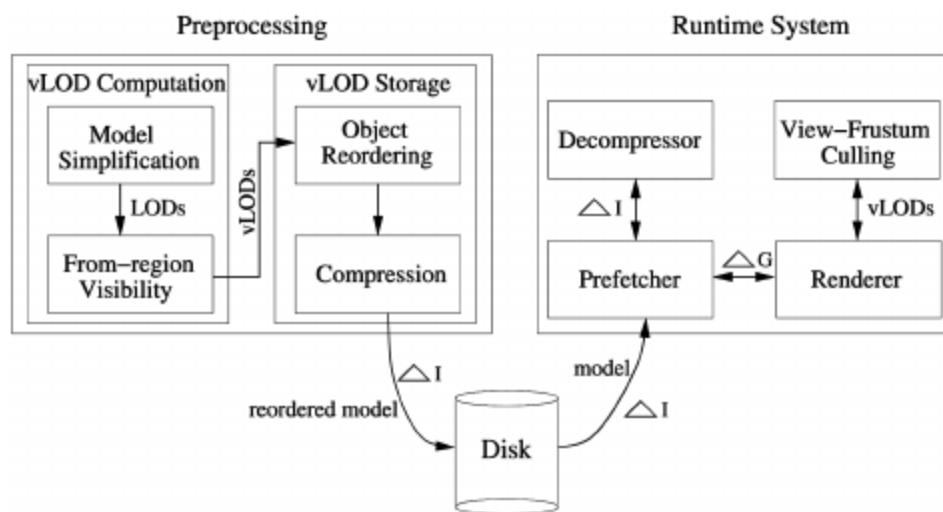 Preprocessing
Runtime System
vLOD Computation
vLOD Storage
Model
Simplification
LODs
From-region
Visibility
vLODs
Object
Reordering
Compression
Decompressor
View-Frustum
Culling
△ I
vLODs
Prefetcher
△ G
Renderer
△ I
reordered model
model
△ I
Disk